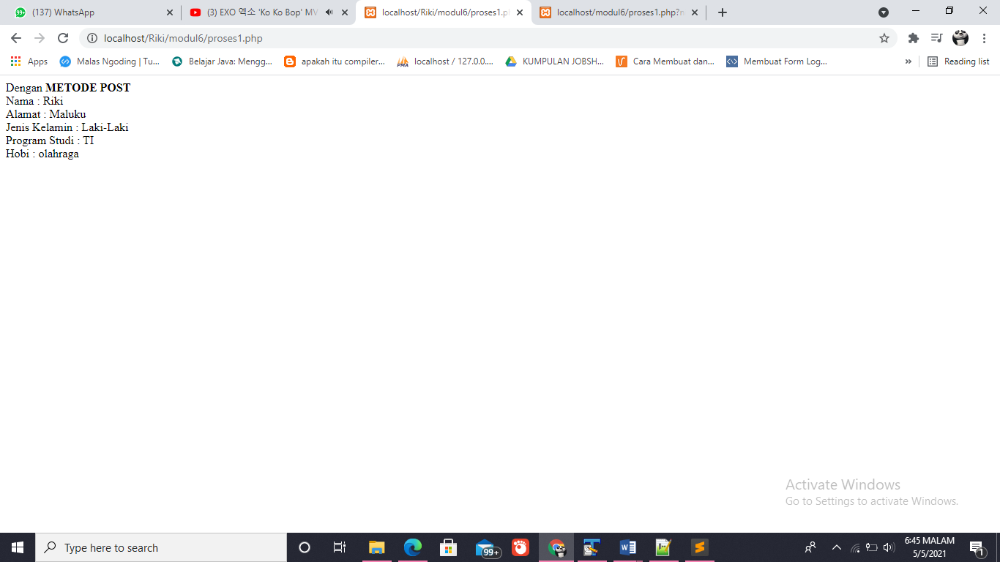 99+
(137) WhatsApp
(3) EXO 엑소 'Ko Ko Bop' MV
localhost/Riki/modul6/proses1.p
localhost/modul6/proses1.php?n
localhost/Riki/modul6/proses1.php
Apps
Malas Ngoding | Tu...
Belajar Java: Mengg...
apakah itu compiler...
localhost / 127.0.0....
KUMPULAN JOBSH...
Cara Membuat dan...
Membuat Form Log...
»
Reading list
Dengan METODE POST
Nama : Riki
Alamat : Maluku
Jenis Kelamin : Laki-Laki
Program Studi : TI
Hobi : olahraga
Activate Windows
Go to Settings to activate Windows.
Type here to search
99+
6:45 MALAM
5/5/2021
1